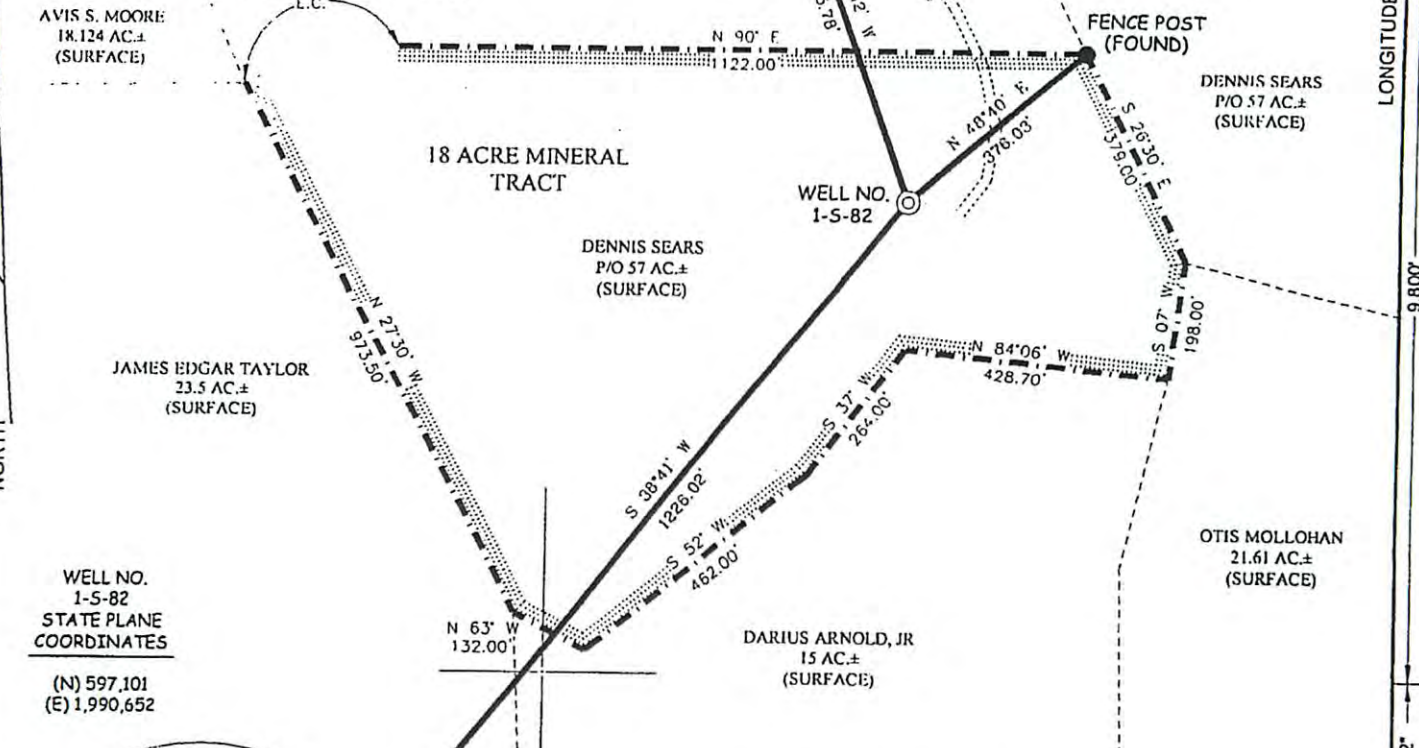 AVIS S. MOORE
18.124 AC.±
(SURFACE)
L.C.
N 90° E
1122.00'
2' W
.78'
FENCE POST
(FOUND)
DENNIS SEARS
P/O 57 AC.±
(SURFACE)
LONGITUDE
18 ACRE MINERAL
TRACT
N 48°40' E
376.03'
S 26°30' E
379.00'
WELL NO.
1-S-82
DENNIS SEARS
P/O 57 AC.±
(SURFACE)
9,800'
S 07° W
198.00'
N 27°30' W
973.50'
N 84°06' W
428.70'
JAMES EDGAR TAYLOR
23.5 AC.±
(SURFACE)
S 37° W
264.00'
NORTH
S 38°41' W
1226.02'
S 52° W
462.00'
OTIS MOLLOHAN
21.61 AC.±
(SURFACE)
WELL NO.
1-S-82
STATE PLANE
COORDINATES
(N) 597,101
(E) 1,990,652
N 63° W
132.00'
DARIUS ARNOLD, JR
15 AC.±
(SURFACE)